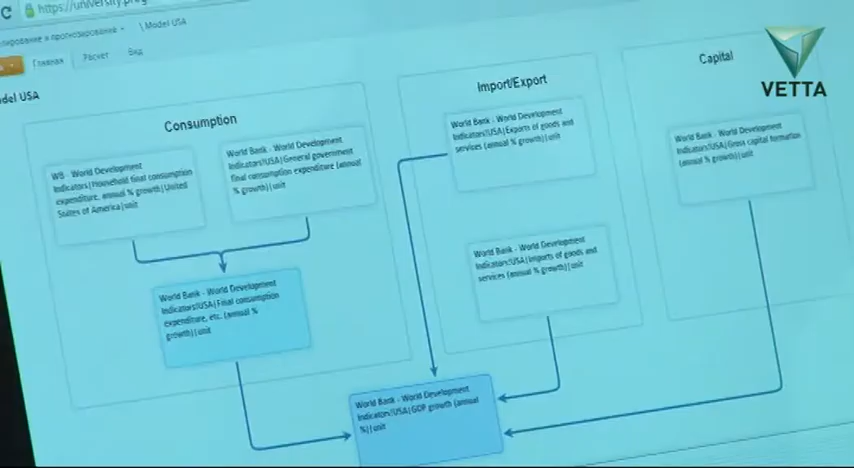 https://university.prog
лирование и прогнозирование
\ Model USA
Главная
Расчет
Вид
del USA
VETTA
Consumption
WB - World Development
Indicators|Household final consumption
expenditure, annual % growth|United
States of America|unit
World Bank - World Development
Indicators|USA|General government
final consumption expenditure (annual
% growth)|unit
World Bank - World Development
Indicators|USA|Final consumption
expenditure, etc. (annual %
growth)|unit
Import/Export
World Bank - World Development
Indicators|USA|Exports of goods and
services (annual % growth)|unit
World Bank - World Development
Indicators|USA|Imports of goods and
services (annual % growth)|unit
Capital
World Bank - World Development
Indicators|USA|Gross capital formation
(annual % growth)|unit
World Bank - World Development
Indicators|USA|GDP growth (annual
%)|unit